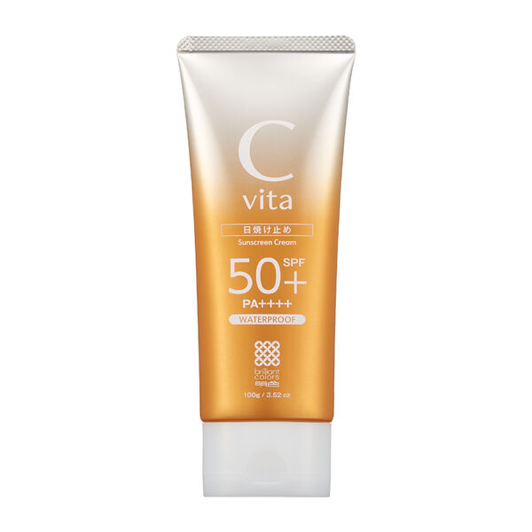 C
vita
日焼け止め
Sunscreen Cream
50+ SPF
PA++++
WATERPROOF
brilliant
colors
100g / 3.52 oz